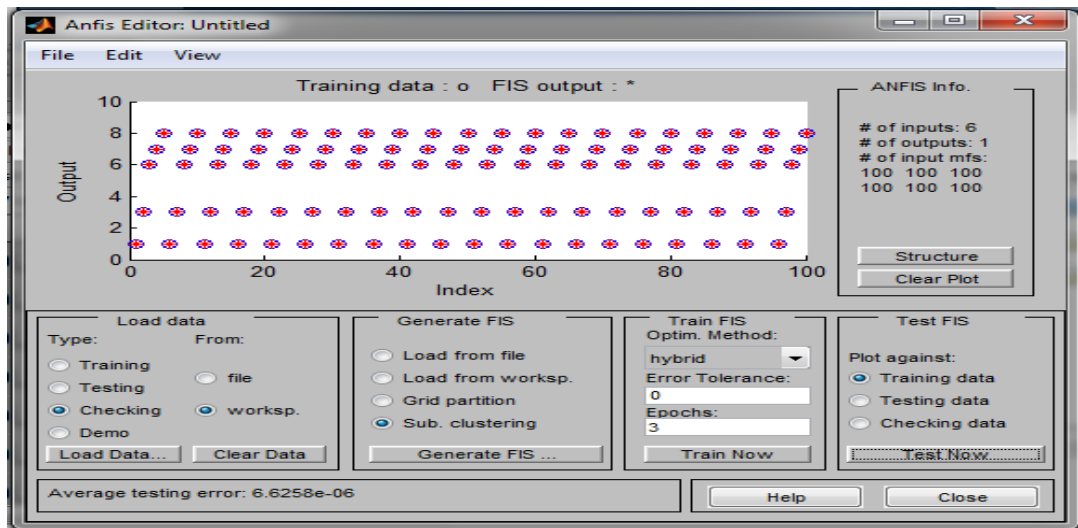 Anfis Editor: Untitled
File Edit View
Training data : o FIS output : *
10
8
6
4
2
0
Output
0 20 40 60 80 100
Index
ANFIS Info.
# of inputs: 6
# of outputs: 1
# of input mfs:
100 100 100
100 100 100
Structure
Clear Plot
Load data
Type: From:
Training
Testing
Checking
Demo
file
worksp.
Load Data... Clear Data
Generate FIS
Load from file
Load from worksp.
Grid partition
Sub. clustering
Generate FIS ...
Train FIS
Optim. Method:
hybrid
Error Tolerance:
0
Epochs:
3
Train Now
Test FIS
Plot against:
Training data
Testing data
Checking data
Test Now
Average testing error: 6.6258e-06
Help Close